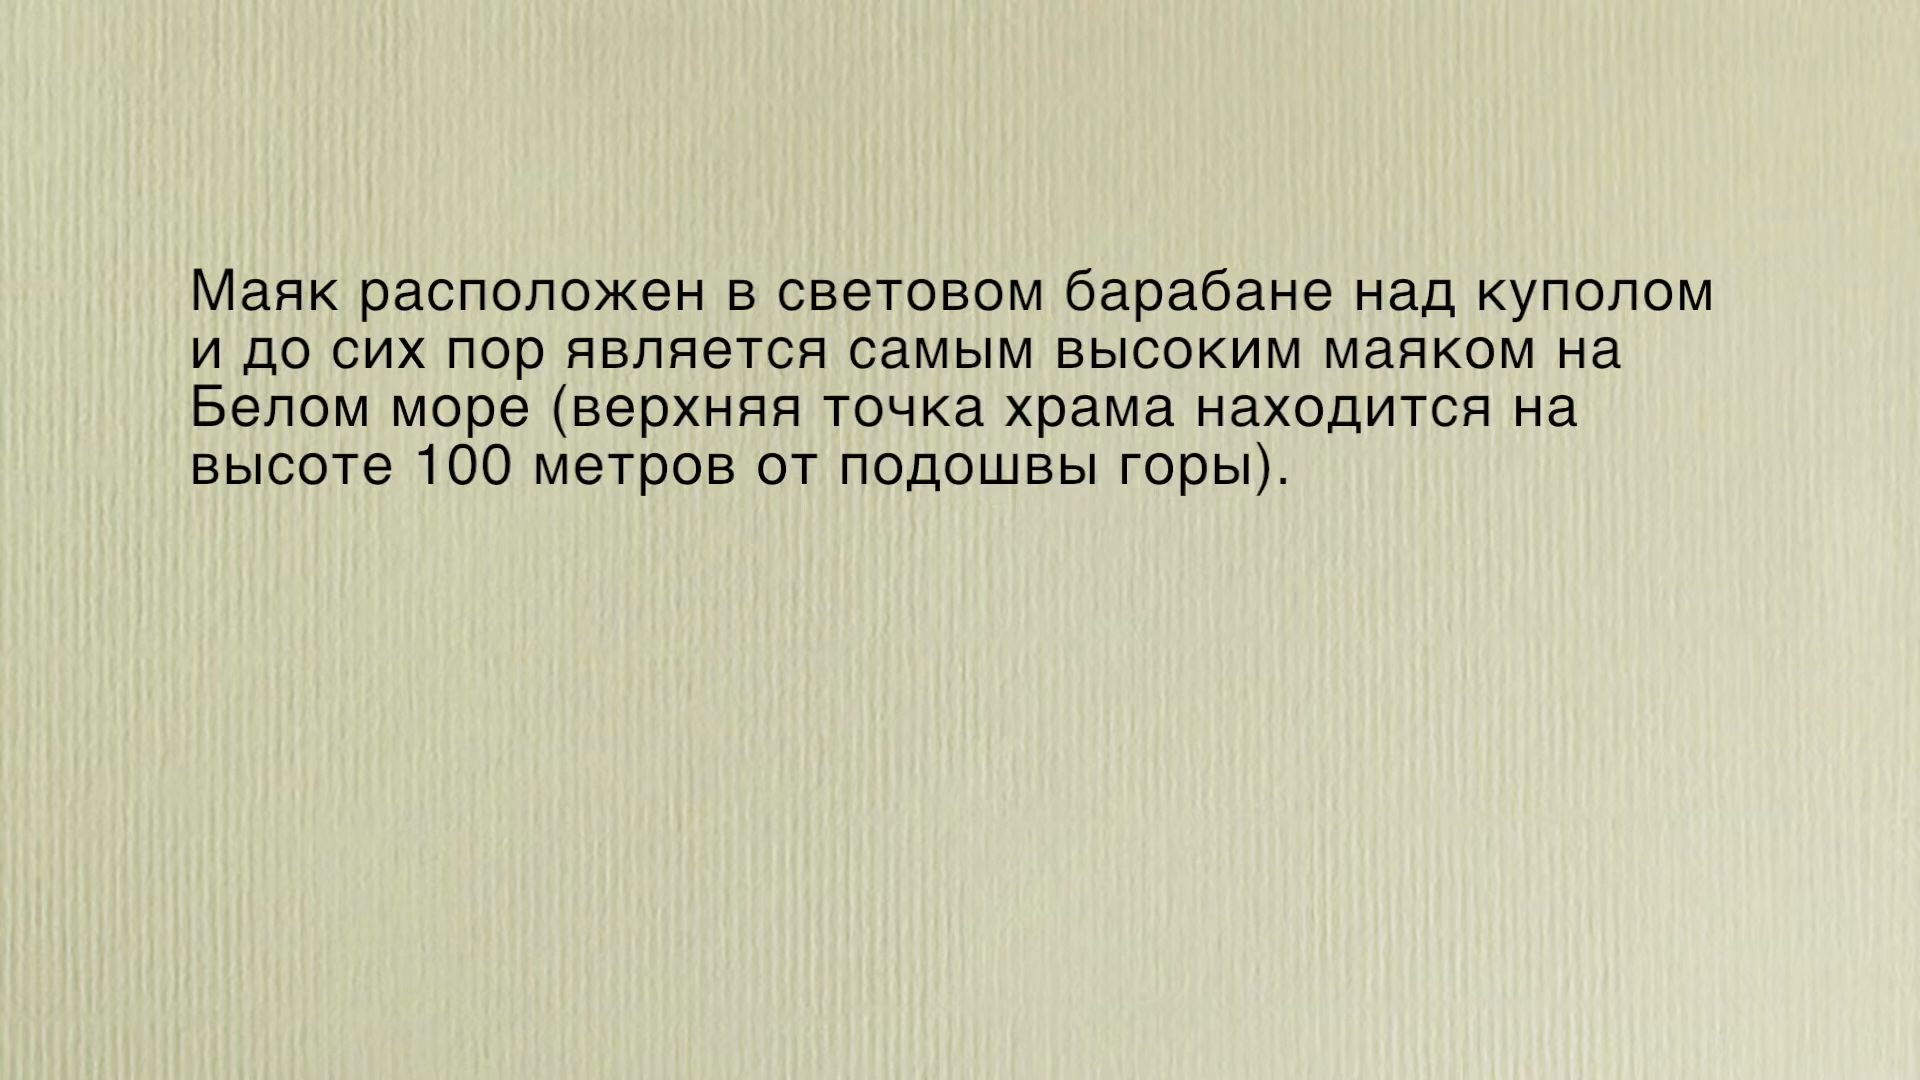 Маяк расположен в световом барабане над куполом
и до сих пор является самым высоким маяком на
Белом море (верхняя точка храма находится на
высоте 100 метров от подошвы горы).